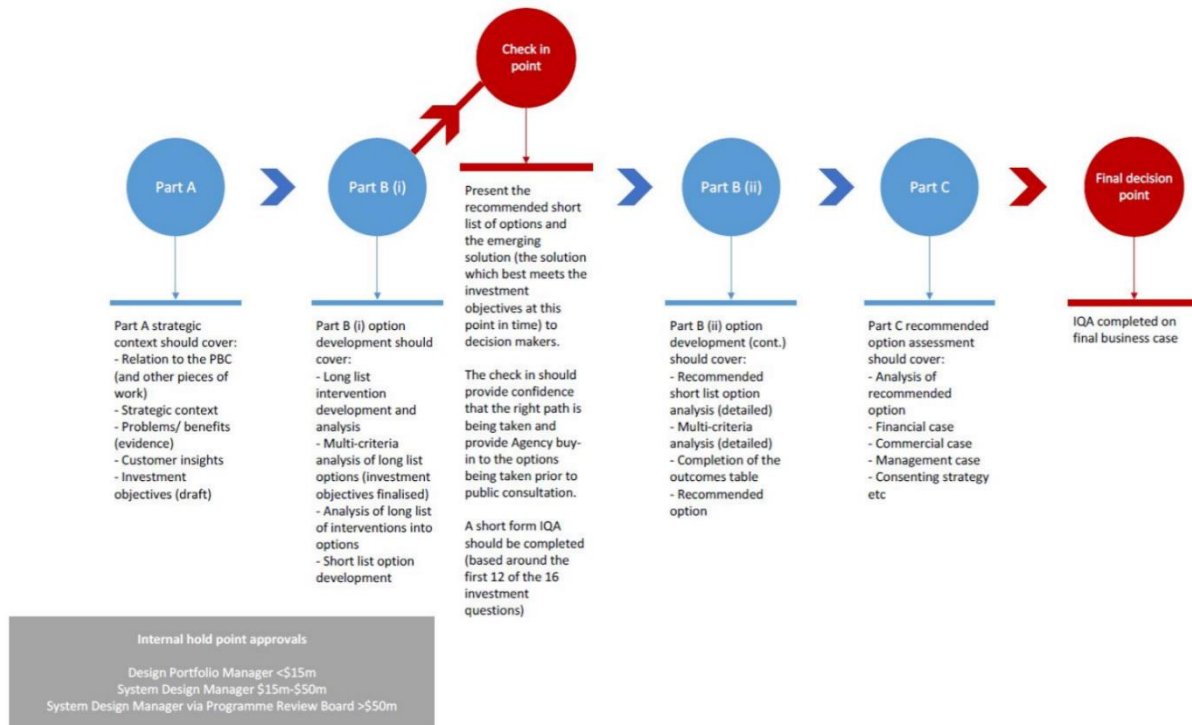 Check in
point
Part A
Part B (i)
Part B (ii)
Part C
Final decision
point
Part A strategic
context should cover:
- Relation to the PBC
(and other pieces of
work)
- Strategic context
- Problems/ benefits
(evidence)
- Customer insights
- Investment
objectives (draft)
Part B (i) option
development should
cover:
- Long list
intervention
development and
analysis
- Multi-criteria
analysis of long list
options (investment
objectives finalised)
- Analysis of long list
of interventions into
options
- Short list option
development
Present the
recommended short
list of options and
the emerging
solution (the solution
which best meets the
investment
objectives at this
point in time) to
decision makers.
The check in should
provide confidence
that the right path is
being taken and
provide Agency buy-
in to the options
being taken prior to
public consultation.
A short form IQA
should be completed
(based around the
first 12 of the 16
investment
questions)
Part B (ii) option
development (cont.)
should cover:
- Recommended
short list option
analysis (detailed)
- Multi-criteria
analysis (detailed)
- Completion of the
outcomes table
- Recommended
option
Part C recommended
option assessment
should cover:
- Analysis of
recommended
option
- Financial case
- Commercial case
- Management case
- Consenting strategy
etc
IQA completed on
final business case
Internal hold point approvals
Design Portfolio Manager <$15m
System Design Manager $15m-$50m
System Design Manager via Programme Review Board >$50m